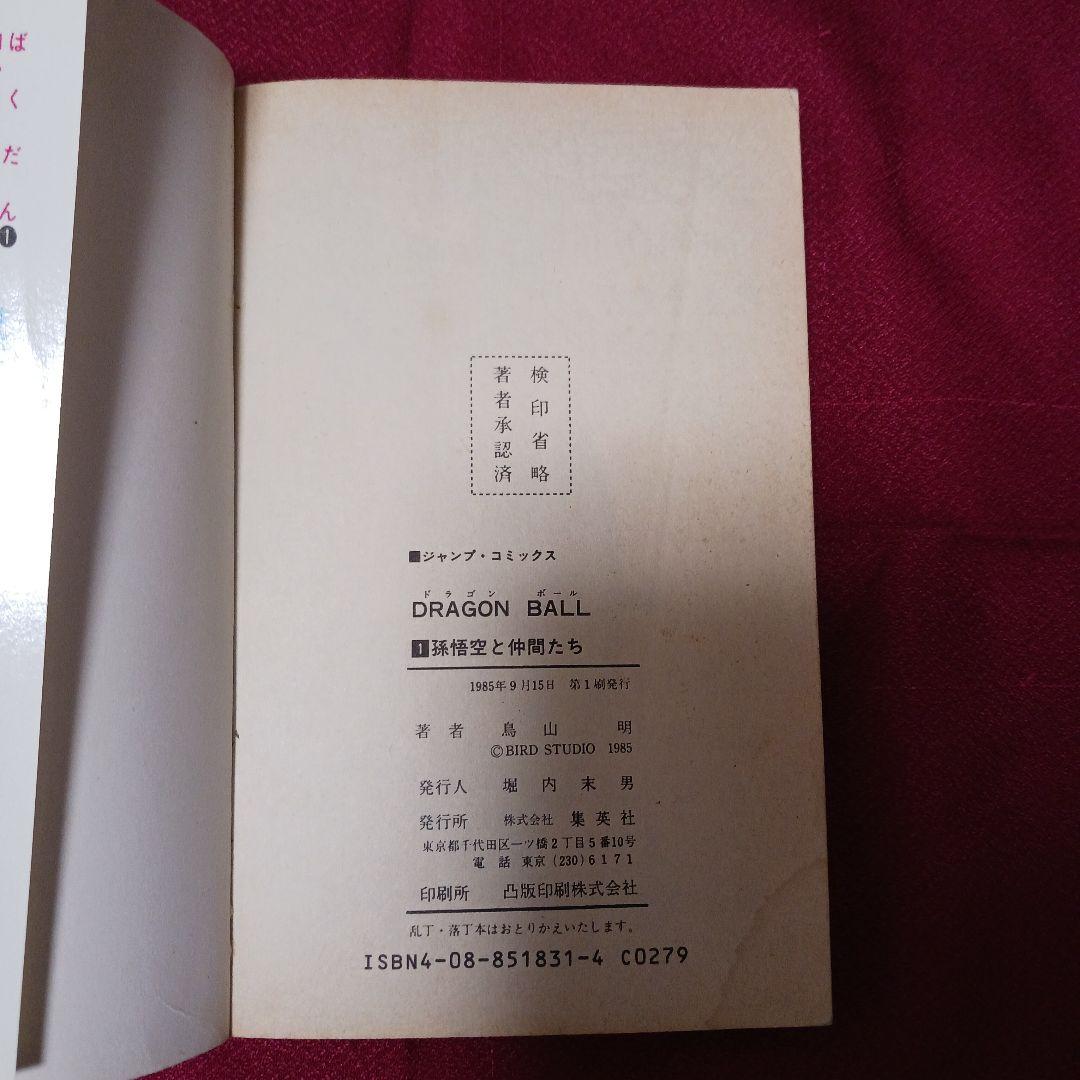 検印省略
著者承認済
■ジャンプ・コミックス
ドラゴン ボール
DRAGON BALL
1孫悟空と仲間たち
1985年9月15日 第1刷発行
著者 鳥山 明
©BIRD STUDIO 1985
発行人 堀内末男
発行所 株式会社 集英社
東京都千代田区一ツ橋2丁目5番10号
電話 東京(230)6171
印刷所 凸版印刷株式会社
乱丁・落丁本はおとりかえいたします。
ISBN4-08-851831-4 C0279